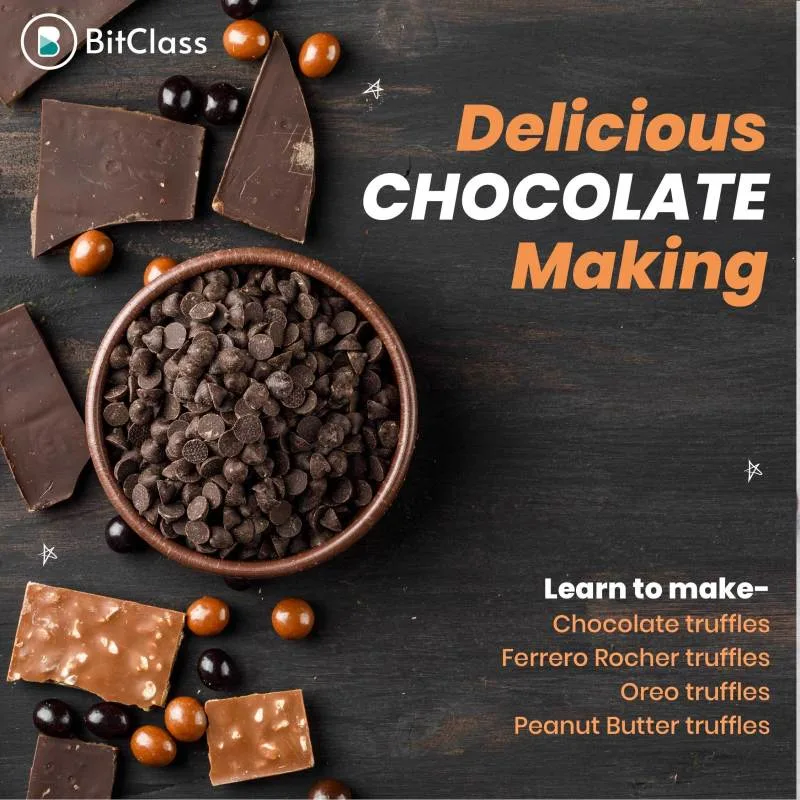 BitClass
Delicious
CHOCOLATE
Making
Learn to make-
Chocolate truffles
Ferrero Rocher truffles
Oreo truffles
Peanut Butter truffles